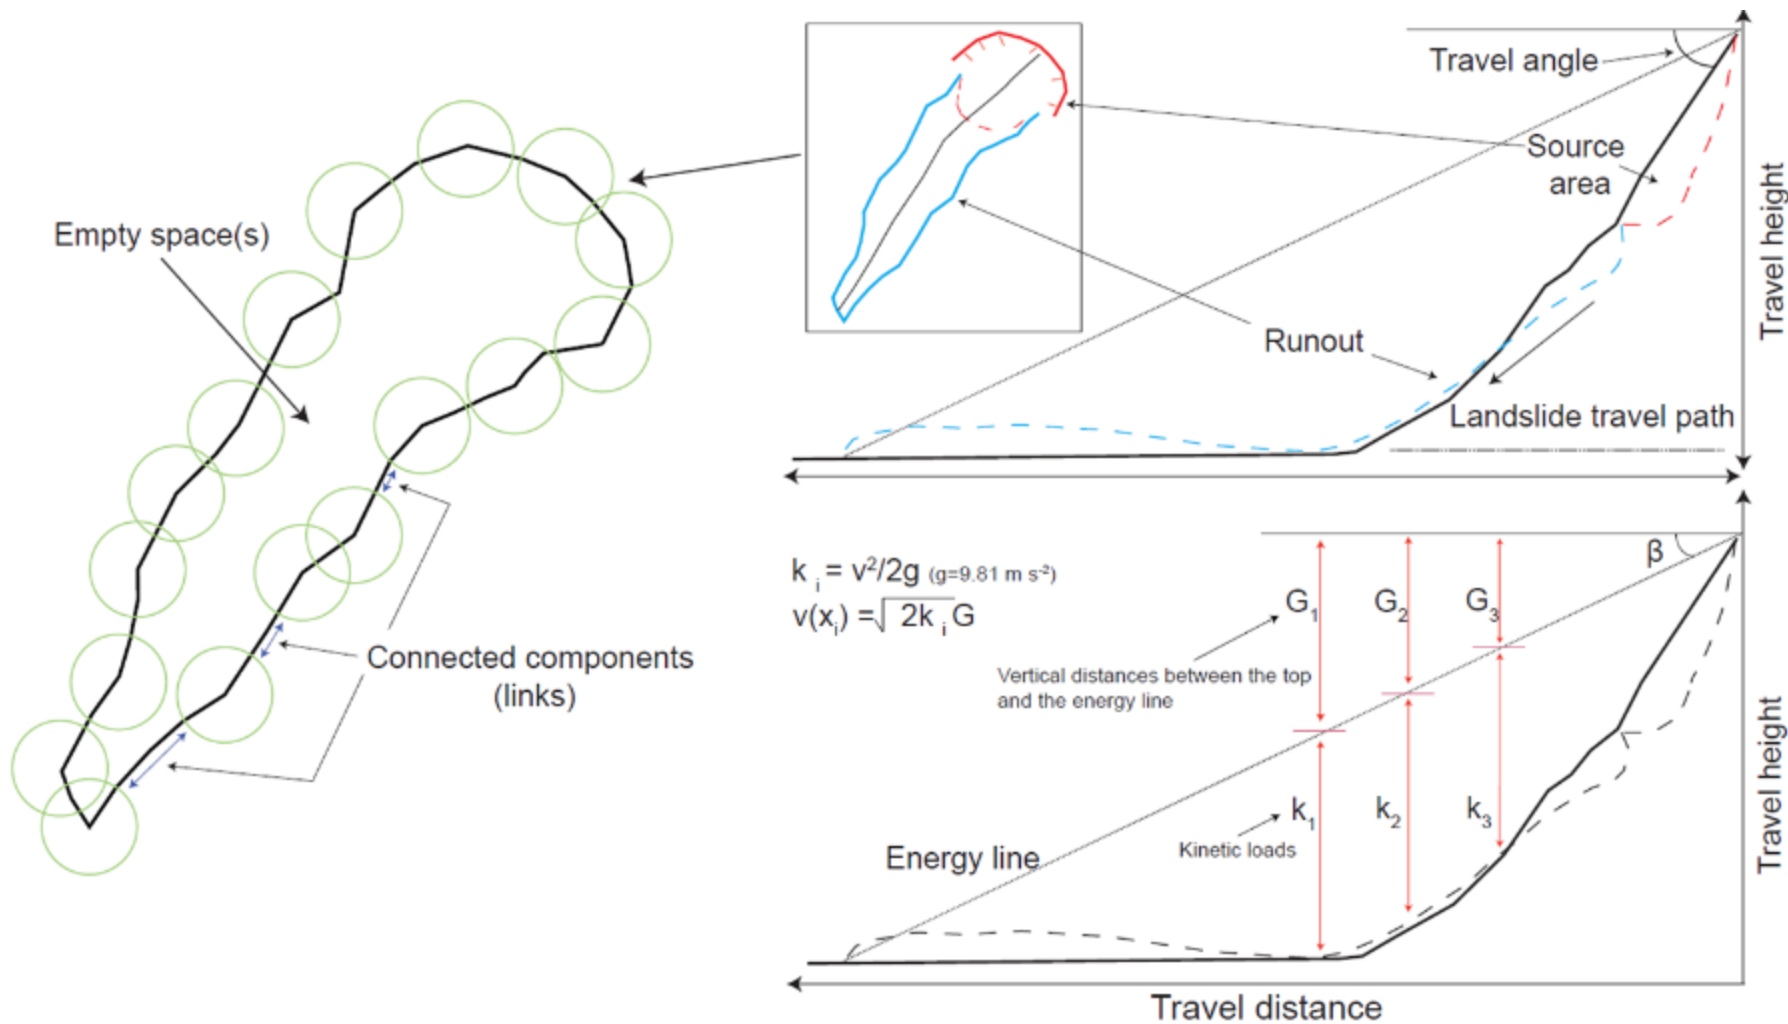 Empty space(s)
Connected components
(links)
Travel angle
Source
area
Runout
Landslide travel path
Travel height
k i = v²/2g (g=9.81 m s⁻²)
v(xi) =√ 2k i G
Vertical distances between the top
and the energy line
G1
G2
G3
β
k1
k2
k3
Kinetic loads
Energy line
Travel height
Travel distance